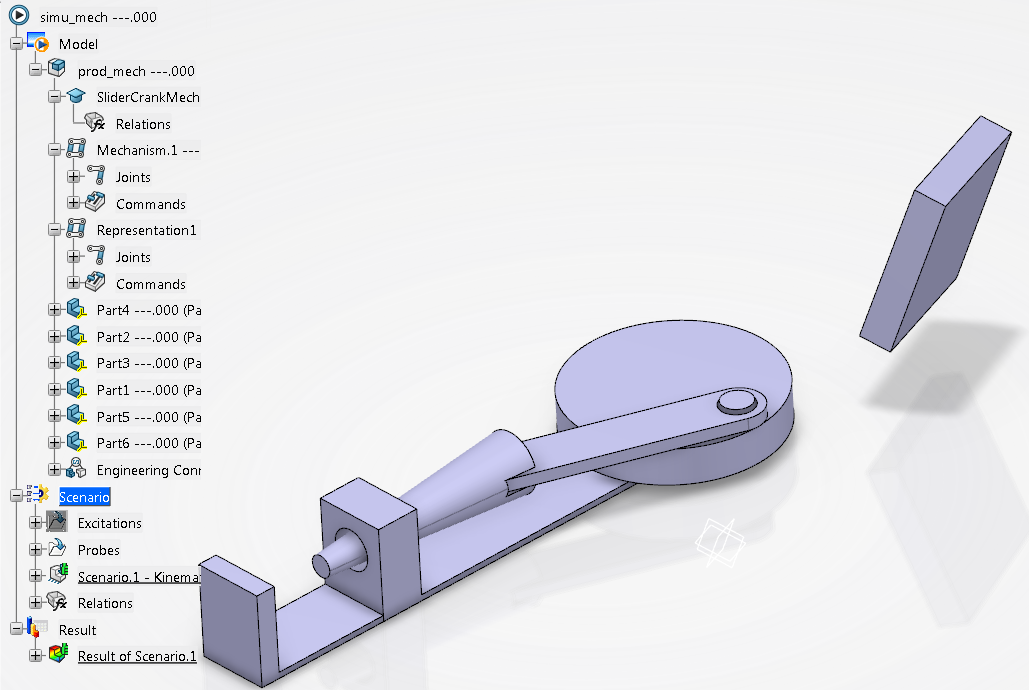 simu_mech ---.000
Model
prod_mech ---.000
SliderCrankMech
Relations
Mechanism.1 ---
Joints
Commands
Representation1
Joints
Commands
Part4 ---.000 (Pa
Part2 ---.000 (Pa
Part3 ---.000 (Pa
Part1 ---.000 (Pa
Part5 ---.000 (Pa
Part6 ---.000 (Pa
Engineering Conn
Scenario
Excitations
Probes
Scenario.1 - Kinema
Relations
Result
Result of Scenario.1